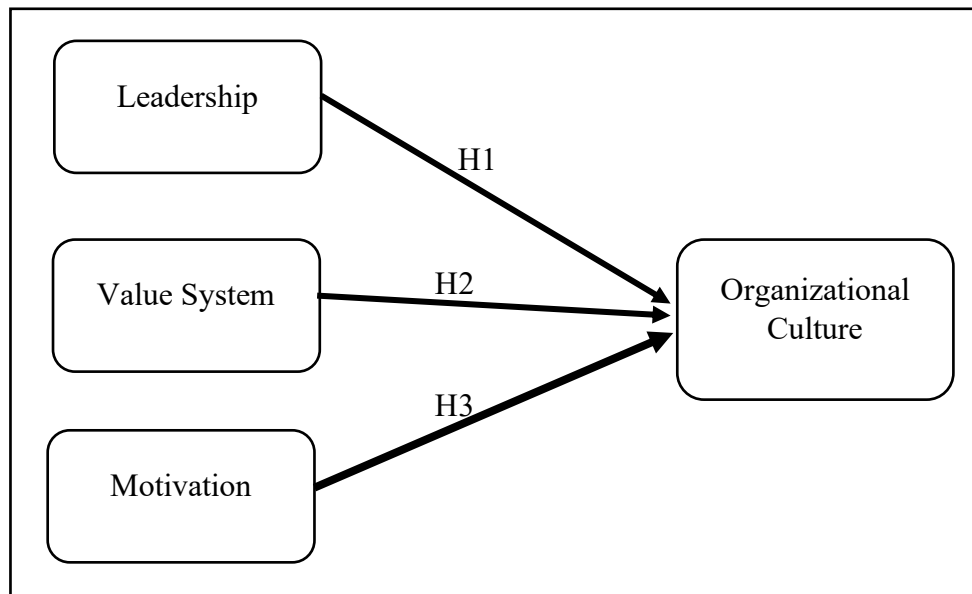 Leadership
H1
Value System
H2
Organizational
Culture
H3
Motivation